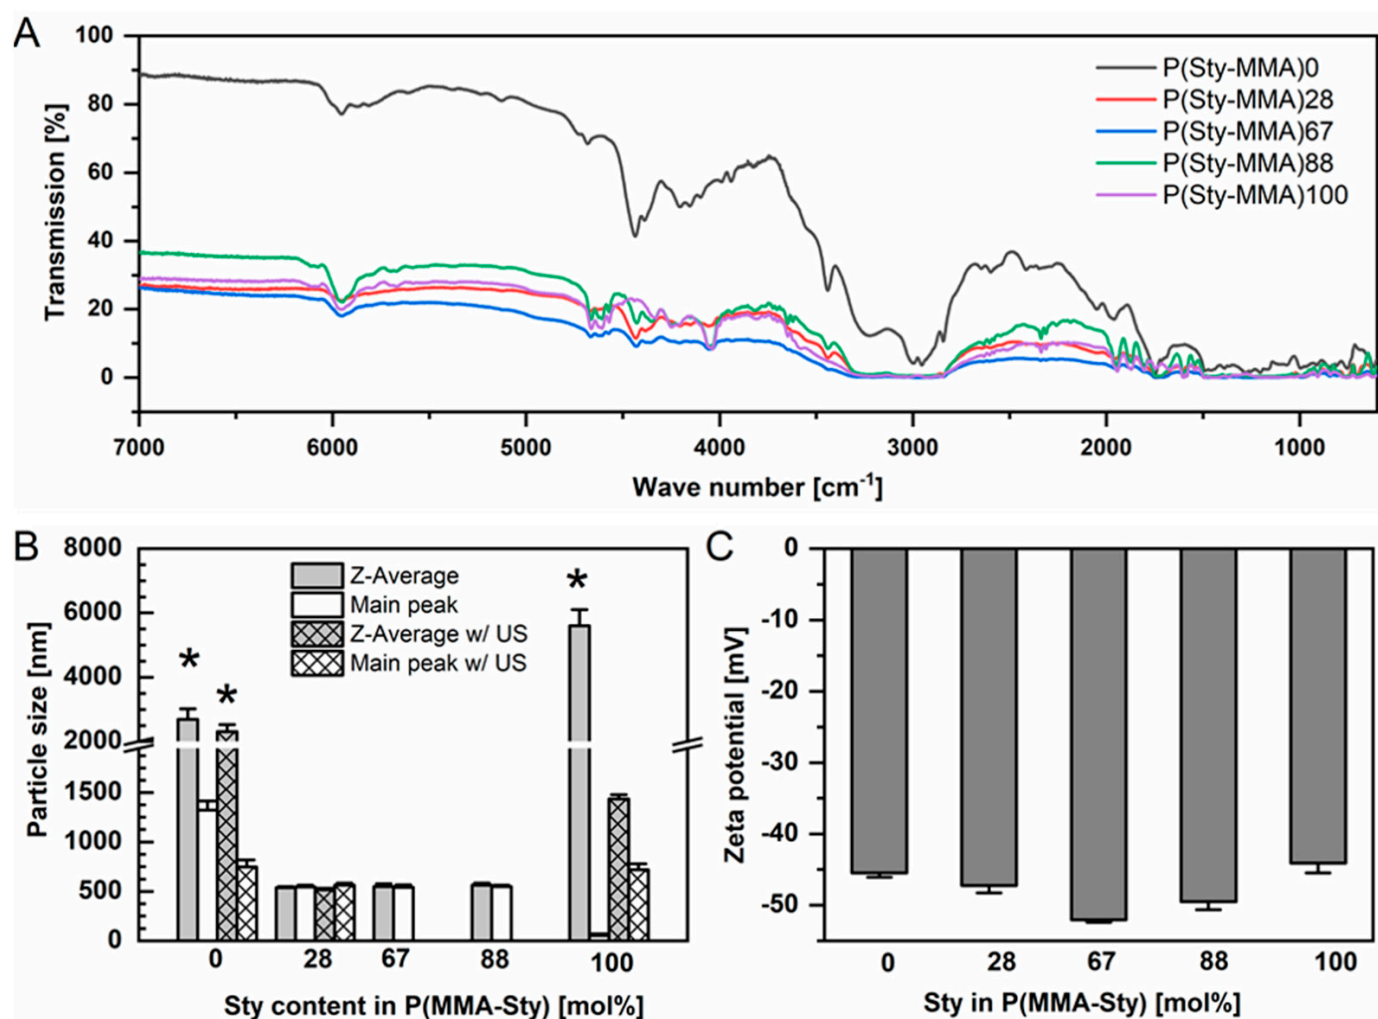 A
100
80
60
40
20
0
Transmission [%]
P(Sty-MMA)0
P(Sty-MMA)28
P(Sty-MMA)67
P(Sty-MMA)88
P(Sty-MMA)100
7000 6000 5000 4000 3000 2000 1000
Wave number [cm-1]
B
8000
6000
4000
2000
1500
1000
500
0
Particle size [nm]
Z-Average
Main peak
Z-Average w/ US
Main peak w/ US
* * *
0 28 67 88 100
Sty content in P(MMA-Sty) [mol%]
C
0
-10
-20
-30
-40
-50
Zeta potential [mV]
0 28 67 88 100
Sty in P(MMA-Sty) [mol%]